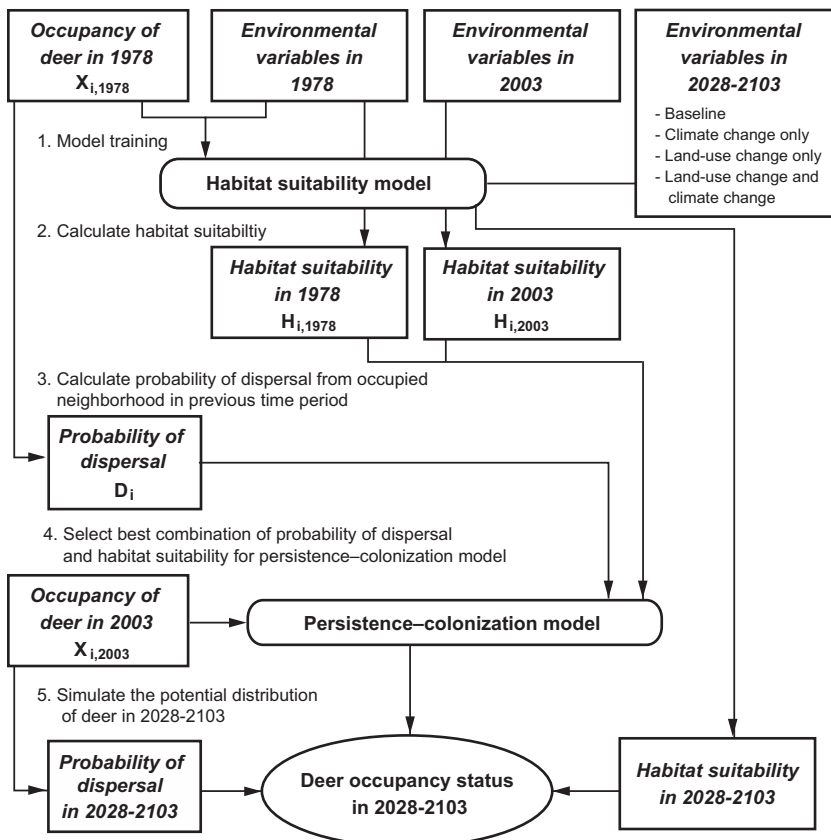 Occupancy of
deer in 1978
Xi,1978
Environmental
variables in
1978
Environmental
variables in
2003
Environmental
variables in
2028-2103
- Baseline
- Climate change only
- Land-use change only
- Land-use change and
climate change
1. Model training
Habitat suitability model
2. Calculate habitat suitabiltiy
Habitat suitability
in 1978
Hi,1978
Habitat suitability
in 2003
Hi,2003
3. Calculate probability of dispersal from occupied
neighborhood in previous time period
Probability of
dispersal
Di
4. Select best combination of probability of dispersal
and habitat suitability for persistence–colonization model
Occupancy of
deer in 2003
Xi,2003
Persistence–colonization model
5. Simulate the potential distribution
of deer in 2028-2103
Probability of
dispersal
in 2028-2103
Deer occupancy status
in 2028-2103
Habitat suitability
in 2028-2103